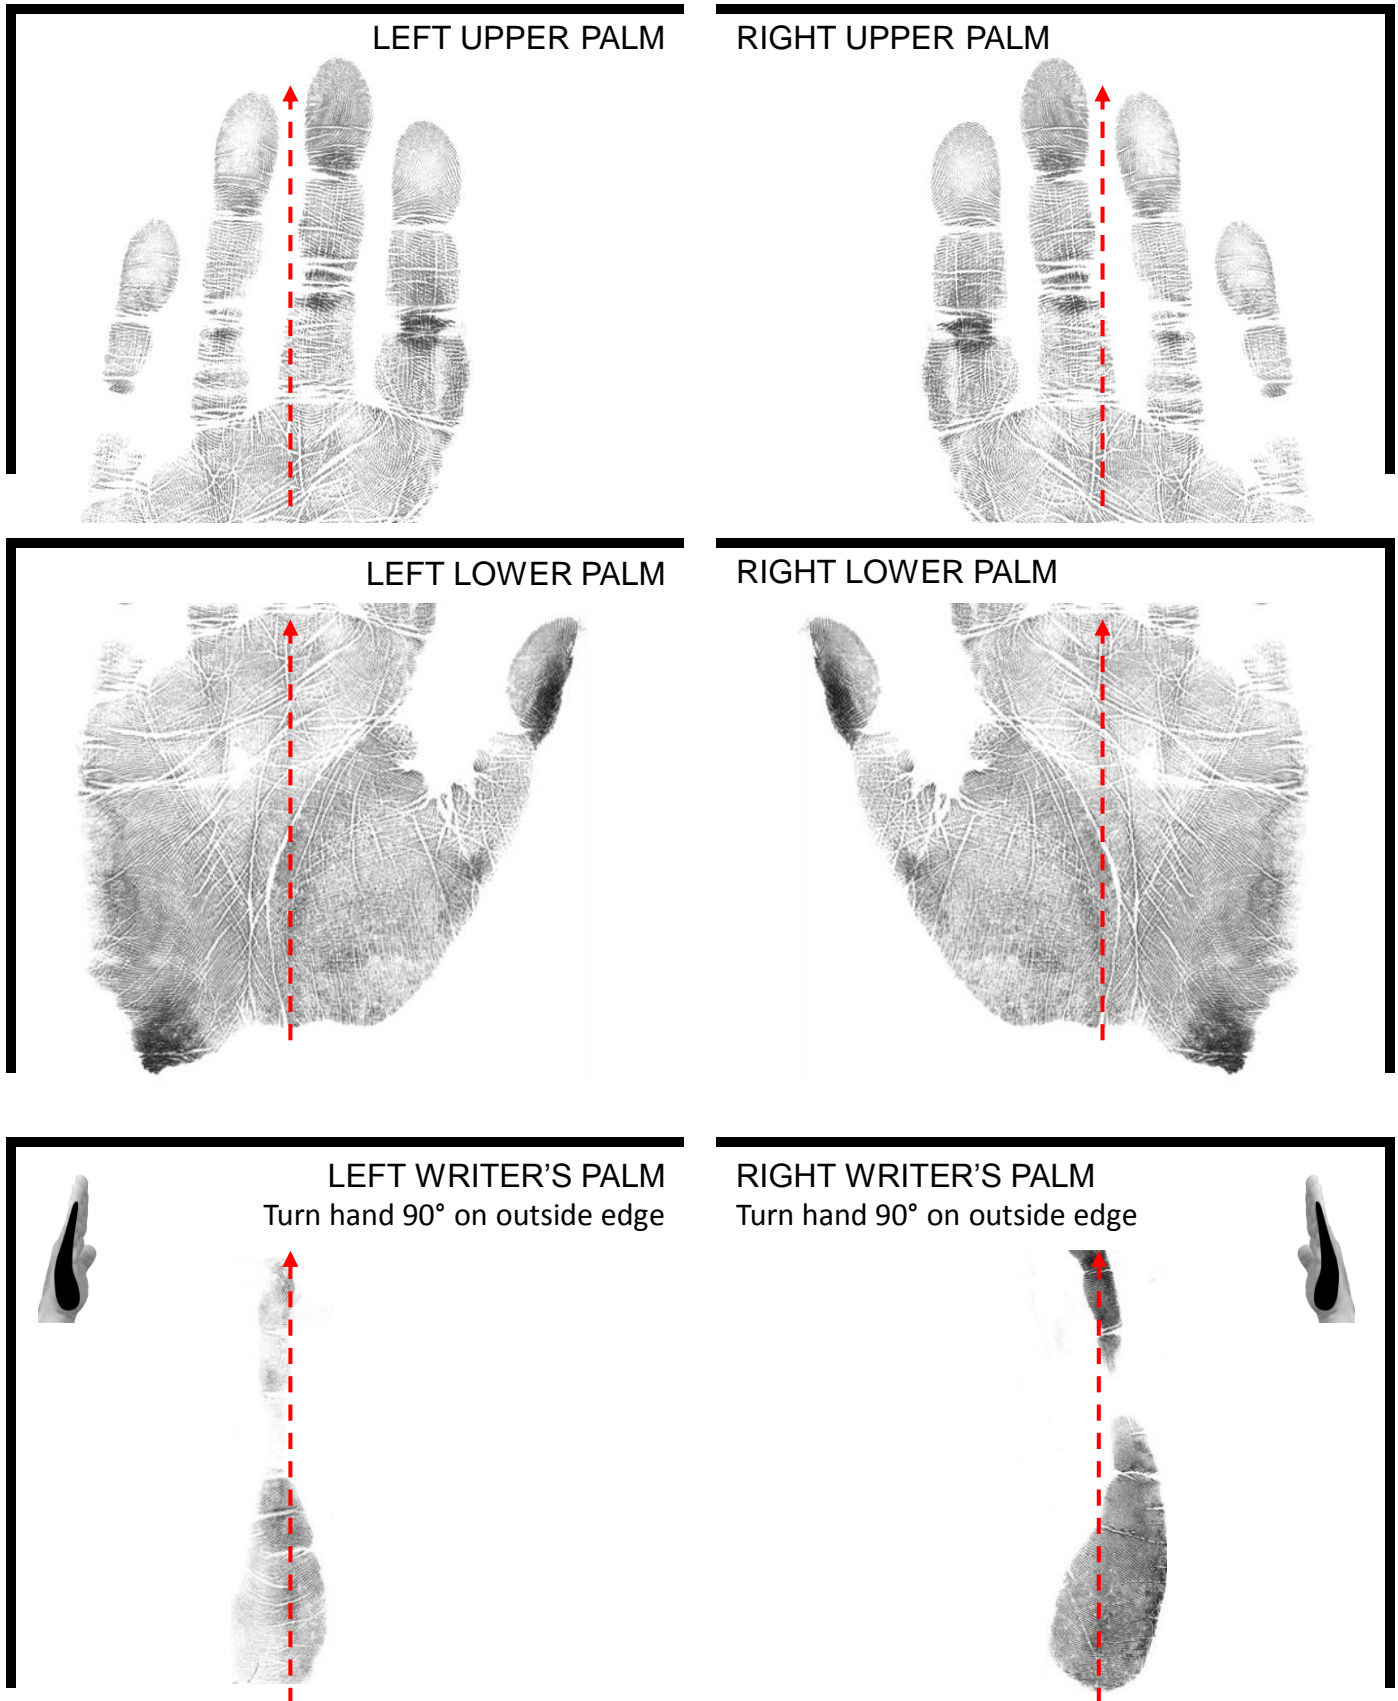 LEFT UPPER PALM
RIGHT UPPER PALM
LEFT LOWER PALM
RIGHT LOWER PALM
LEFT WRITER’S PALM
Turn hand 90° on outside edge
RIGHT WRITER’S PALM
Turn hand 90° on outside edge